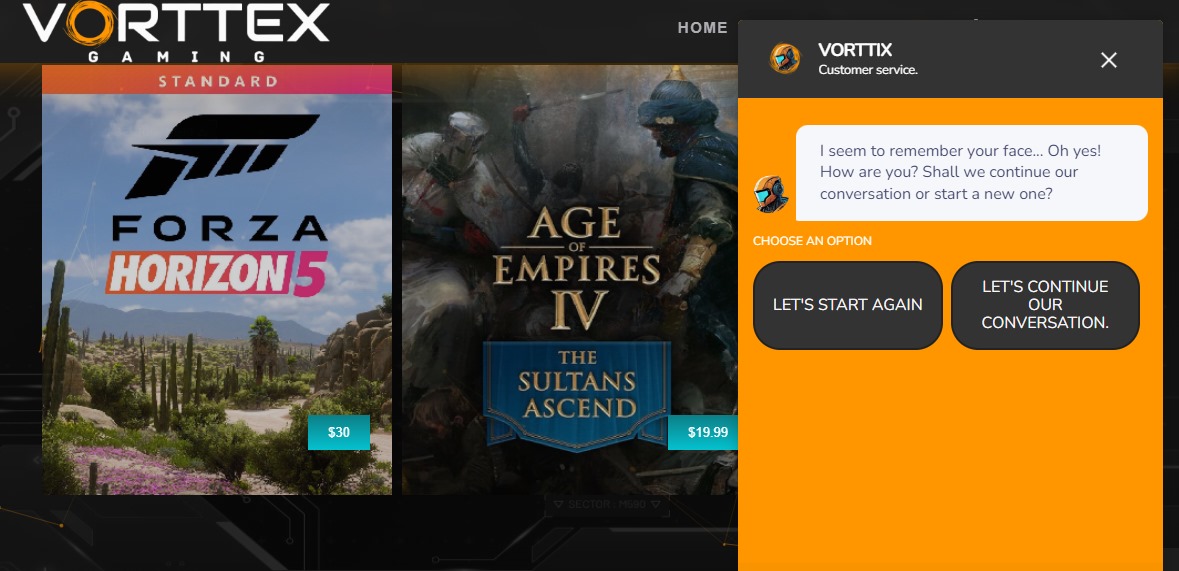 VORTTEX
GAMING
HOME
STANDARD
FORZA
HORIZON 5
$30
AGE
OF
EMPIRES
IV
THE
SULTANS
ASCEND
$19.99
▽ SECTOR:MG90 ▽
VORTTIX
Customer service.
I seem to remember your face... Oh yes!
How are you? Shall we continue our
conversation or start a new one?
CHOOSE AN OPTION
LET'S START AGAIN
LET'S CONTINUE
OUR
CONVERSATION.